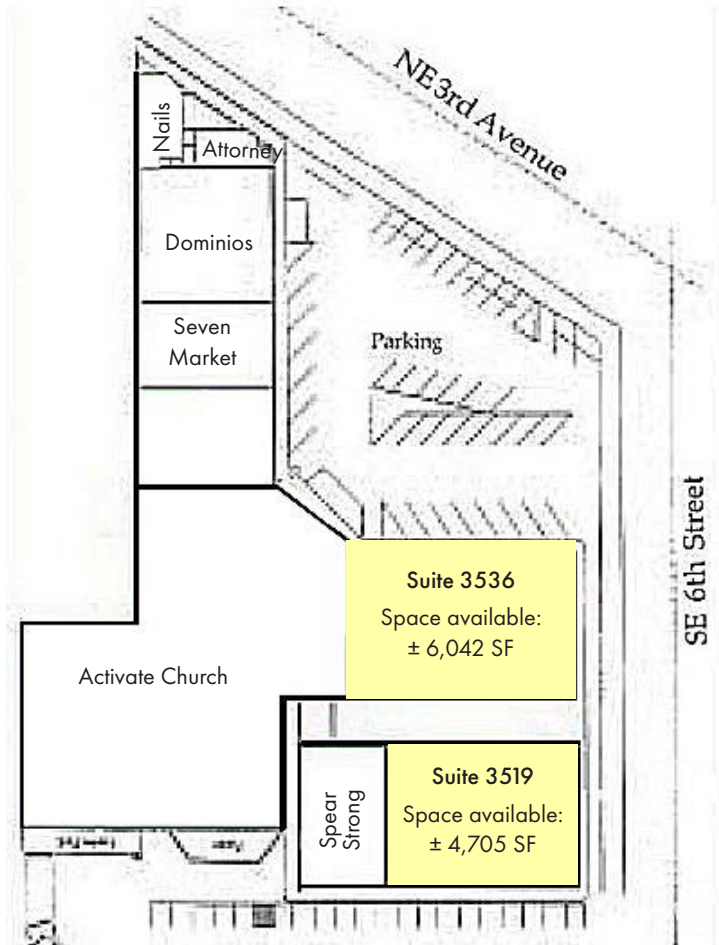 NE3rd Avenue
Nails
Attorney
Dominios
Seven
Market
Parking
SE 6th Street
Suite 3536
Space available:
± 6,042 SF
Activate Church
Suite 3519
Space available:
± 4,705 SF
Spear
Strong